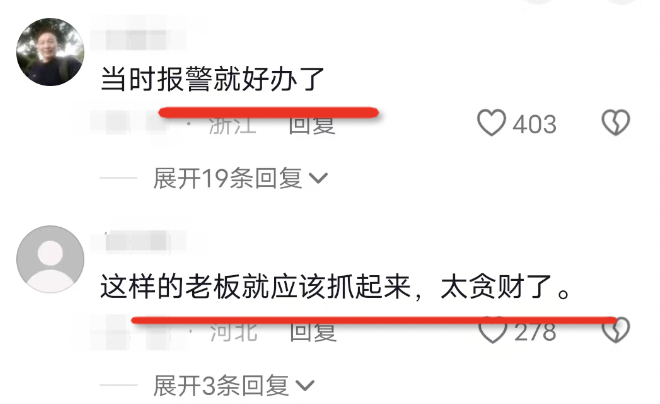 当时报警就好办了
· 浙江 回复 403
展开19条回复
这样的老板就应该抓起来，太贪财了。
· 河北 回复 278
展开3条回复